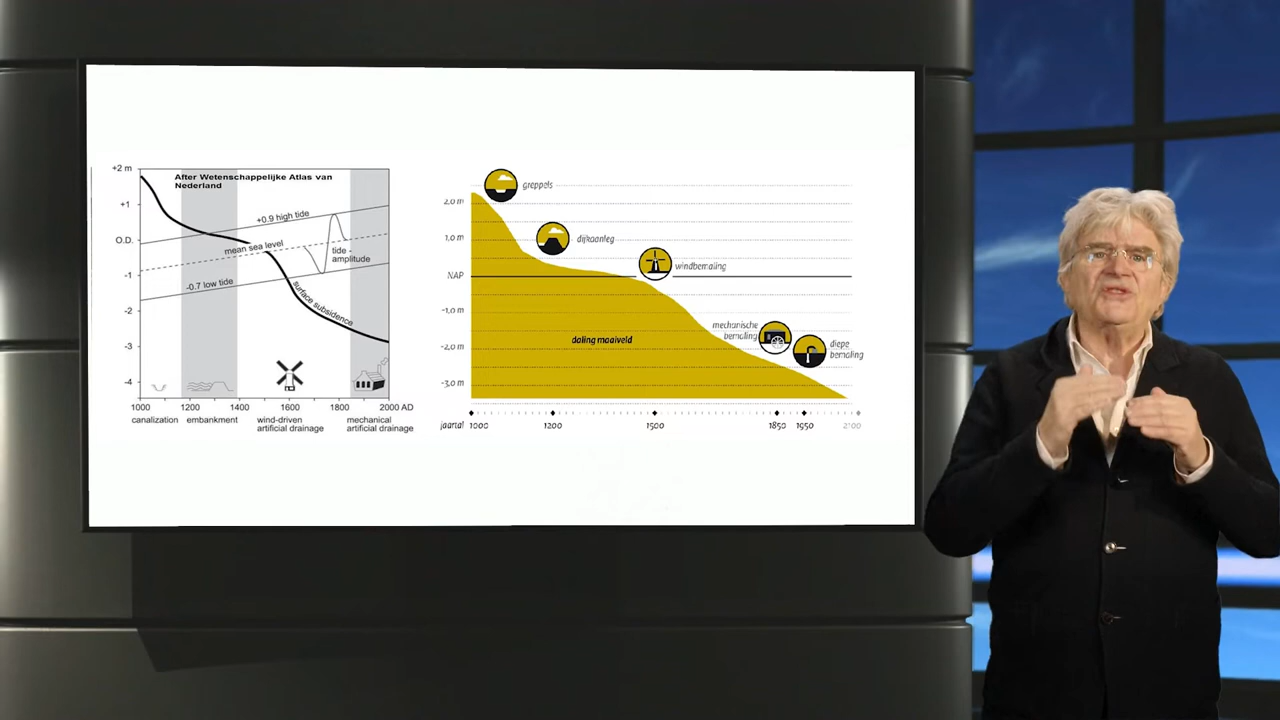 After Wetenschappelijke Atlas van
Nederland
+2 m
+1
O.D.
-1
-2
-3
-4
+0.9 high tide
mean sea level
tide -
amplitude
-0.7 low tide
surface subsidence
1000
1200
1400
1600
1800
2000 AD
canalization
embankment
wind-driven
artificial drainage
mechanical
artificial drainage
2,0 m
1,0 m
NAP
-1,0 m
-2,0 m
-3,0 m
greppels
dijkaanleg
windbemaling
mechanische
bemaling
diepe
bemaling
daling maaiveld
jaartal
1000
1200
1500
1850
1950
2100